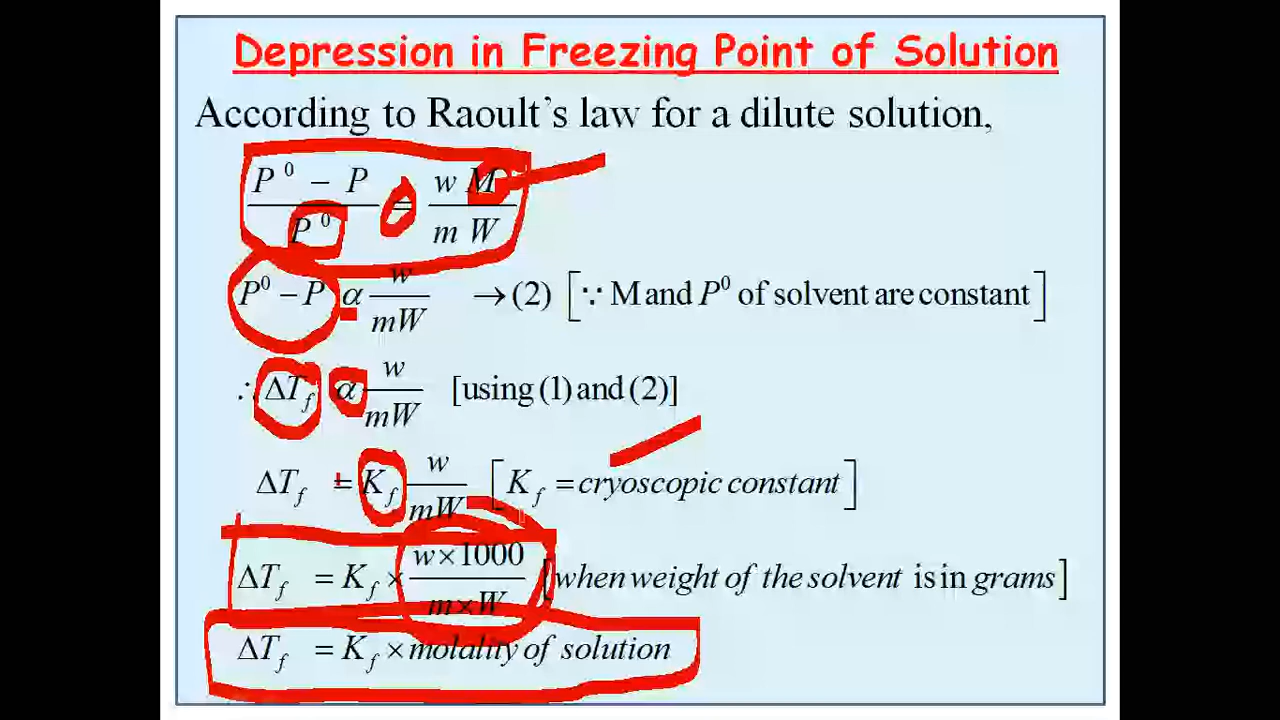 Depression in Freezing Point of Solution
According to Raoult's law for a dilute solution,
(P⁰ − P) / P⁰ = (w M) / (m W)
P⁰ − P α w / mW → (2) [∵ M and P⁰ of solvent are constant]
∴ ΔT_f α w / mW [using (1) and (2)]
ΔT_f = K_f w / mW [K_f = cryoscopic constant]
ΔT_f = K_f × (w × 1000) / (m × W) [when weight of the solvent is in grams]
ΔT_f = K_f × molality of solution